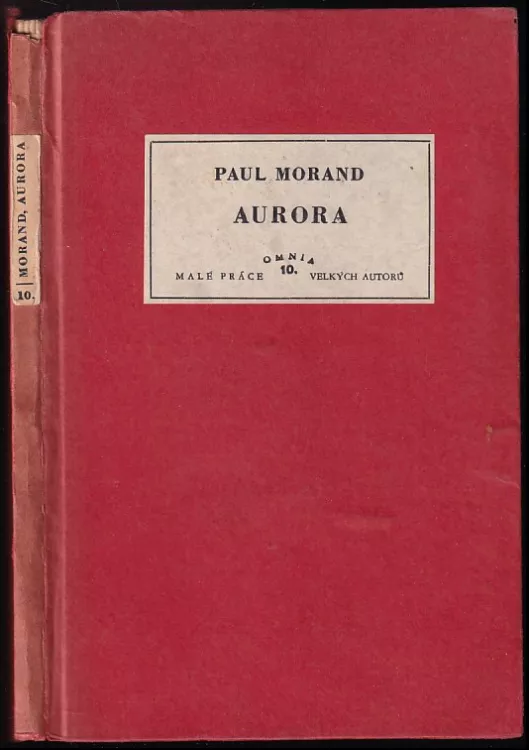 PAUL MORAND
AURORA
OMNIA
MALÉ PRÁCE 10. VELKÝCH AUTORŮ
10. MORAND, AURORA